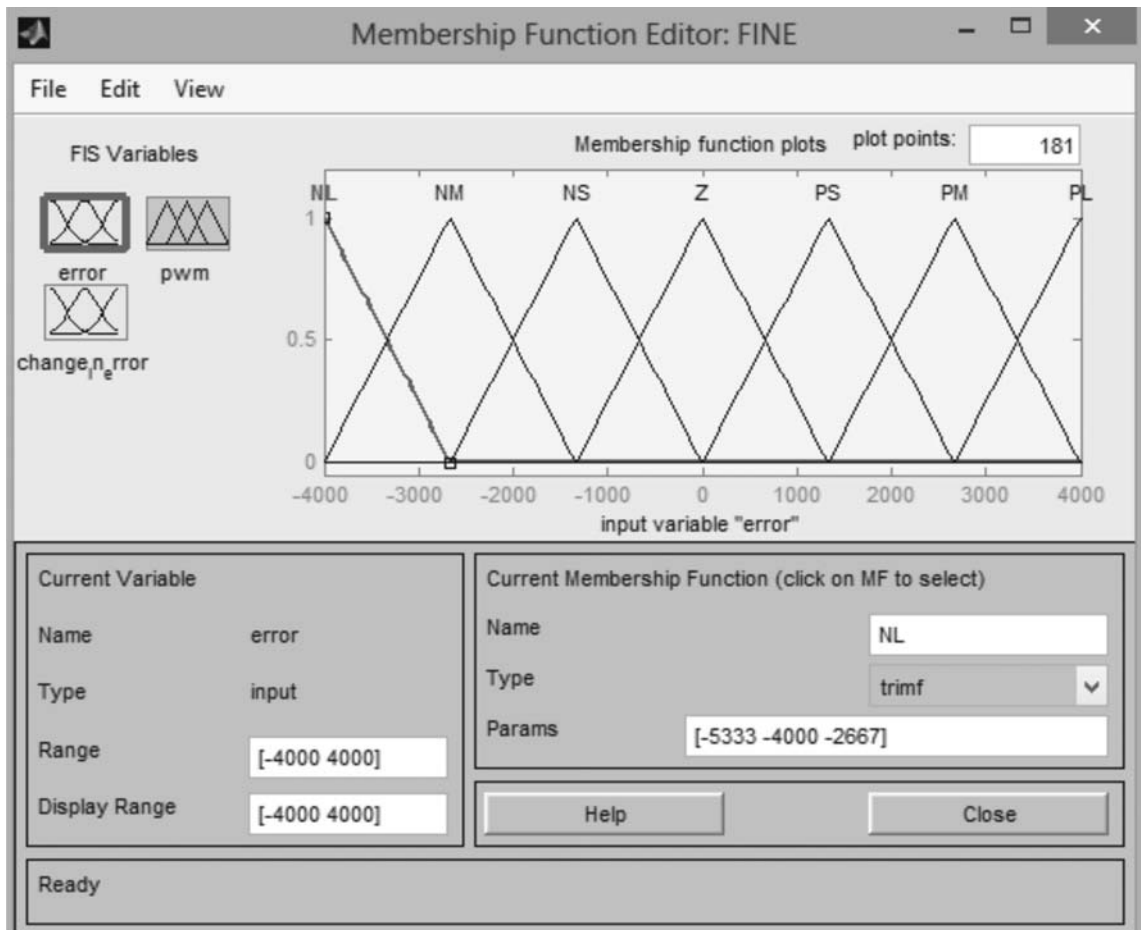 Membership Function Editor: FINE
File Edit View
FIS Variables
Membership function plots plot points: 181
error pwm
change_in_error
NL NM NS Z PS PM PL
1
0.5
0
-4000 -3000 -2000 -1000 0 1000 2000 3000 4000
input variable "error"
Current Variable
Name error
Type input
Range [-4000 4000]
Display Range [-4000 4000]
Current Membership Function (click on MF to select)
Name NL
Type trimf
Params [-5333 -4000 -2667]
Help Close
Ready